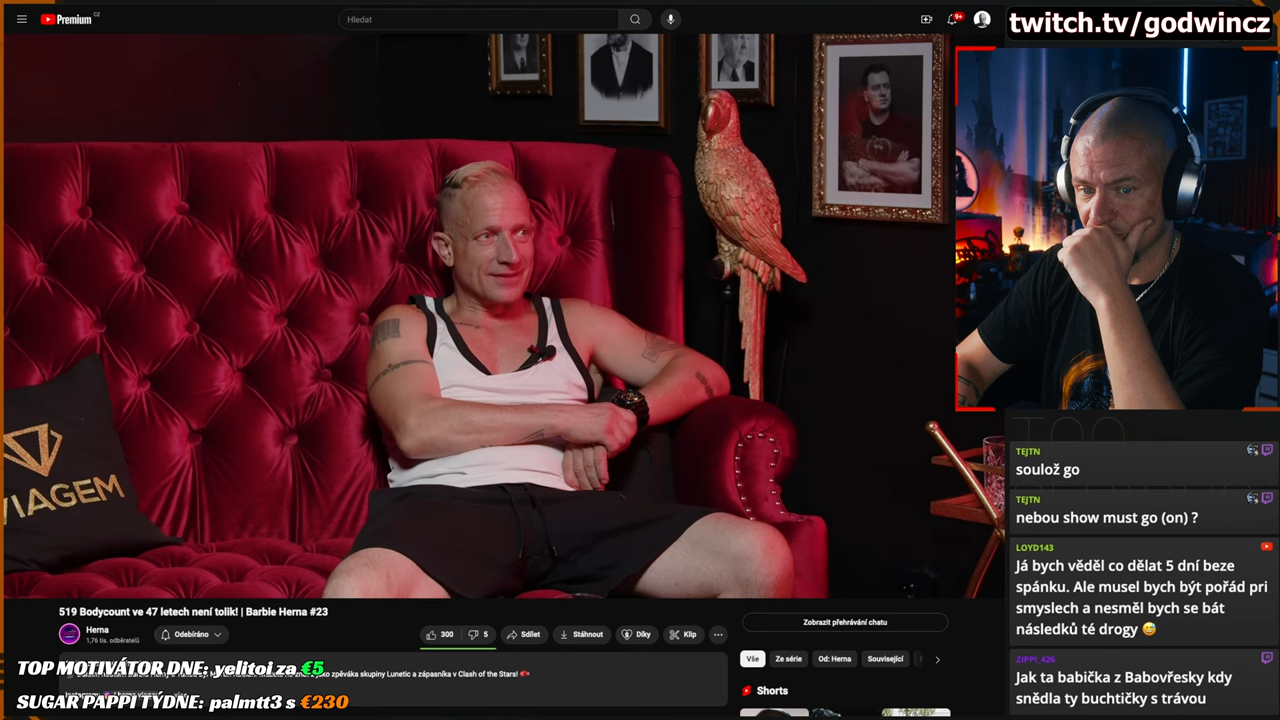 Premium CZ
Hledat
9+
twitch.tv/godwincz
VIAGEM
TEJTN
soulož go
TEJTN
nebou show must go (on) ?
LOYD143
Já bych věděl co dělat 5 dní beze
spánku. Ale musel bych být pořád při
smyslech a nesměl bych se bát
následků té drogy 😅
ZIPPI_426
Jak ta babička z Babovřesky kdy
snědla ty buchtičky s trávou
519 Bodycount ve 47 letech není tolik! | Barbie Herna #23
Herna
1,76 tis. odběratelů
Odebíráno
300
5
Sdílet
Stáhnout
Díky
Klip
Zobrazit přehrávání chatu
Vše
Ze série
Od: Herna
Související
Shorts
zpěváka skupiny Lunetic a zápasníka v Clash of the Stars!
TOP MOTIVÁTOR DNE: yelitoj za €5
SUGAR PAPPI TÝDNE: palmtt3 s €230